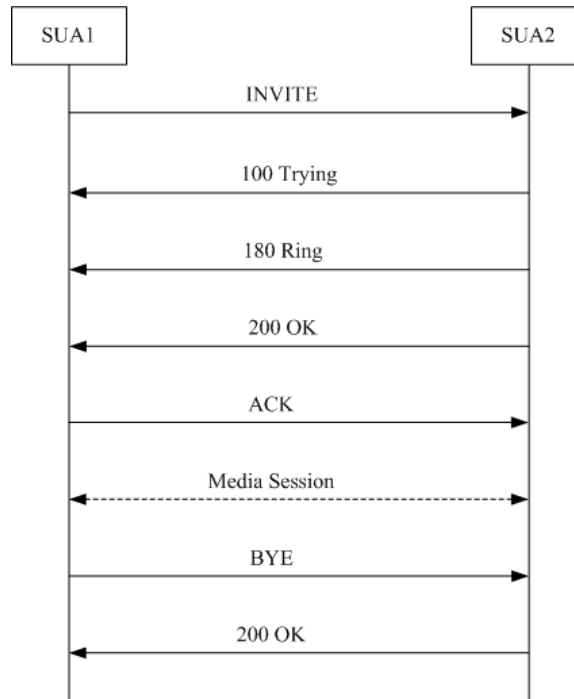 SUA1
SUA2
INVITE
100 Trying
180 Ring
200 OK
ACK
Media Session
BYE
200 OK